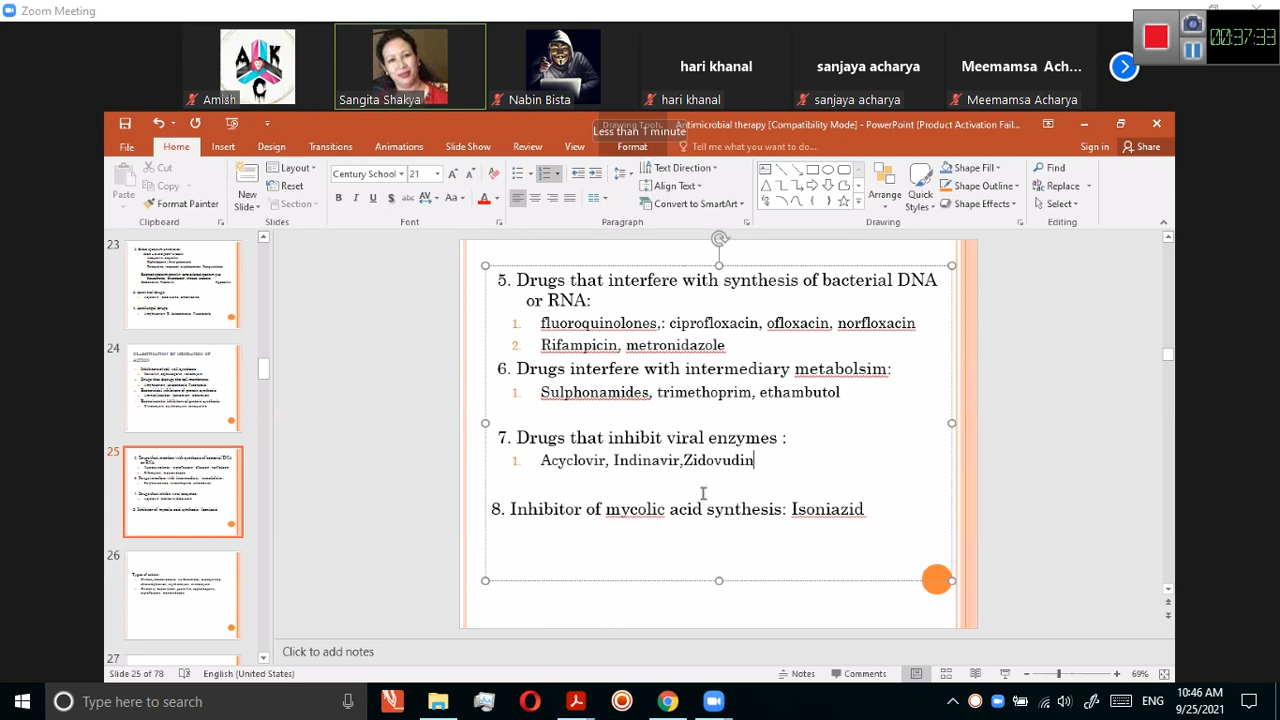 Zoom Meeting
00:37:33
A K C
Amish
Sangita Shakya
Nabin Bista
hari khanal
hari khanal
sanjaya acharya
sanjaya acharya
Meemamsa Ach...
Meemamsa Acharya
Drawing Tools
Antimicrobial therapy [Compatibility Mode] - PowerPoint (Product Activation Fail...
Less than 1 minute
File Home Insert Design Transitions Animations Slide Show Review View Format Tell me what you want to do... Sign in Share
Paste
Cut
Copy
Format Painter
Clipboard
New Slide
Layout
Reset
Section
Slides
Century School 21
B I U S abc AV Aa A
Font
Text Direction
Align Text
Convert to SmartArt
Paragraph
Arrange
Quick Styles
Shape Fill
Shape Outline
Shape Effects
Drawing
Find
Replace
Select
Editing
23
24
25
26
27
5. Drugs that interfere with synthesis of bacterial DNA
or RNA:
1. fluoroquinolones,: ciprofloxacin, ofloxacin, norfloxacin
2. Rifampicin, metronidazole
6. Drugs interfere with intermediary metabolsim:
1. Sulphonamides, trimethoprim, ethambutol
7. Drugs that inhibit viral enzymes :
1. Acyclovir, Indinavir,Zidovudin
8. Inhibitor of mycolic acid synthesis: Isoniazid
Click to add notes
Slide 25 of 78 English (United States) Notes Comments 69%
Type here to search
ENG
10:46 AM
9/25/2021